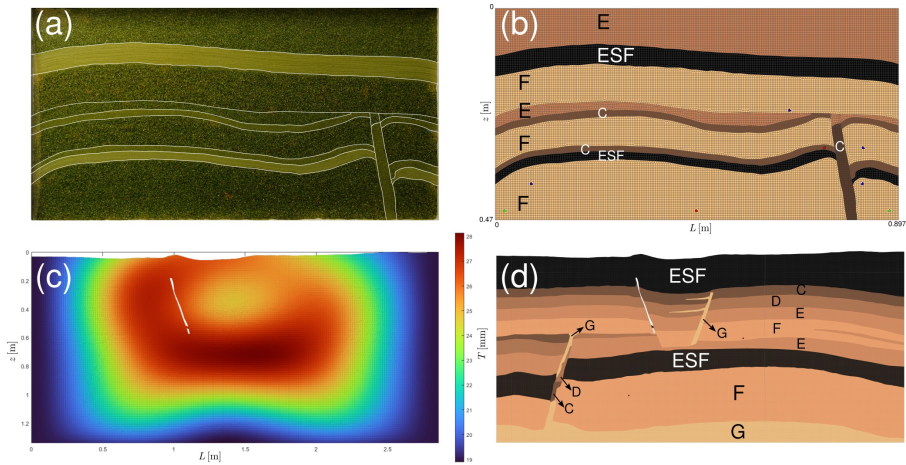 (a)
(b)
0
E
ESF
F
E
C
F
C
C
ESF
F
z [m]
0.47
0
L [m]
0.897
(c)
0
0.2
0.4
0.6
0.8
1
1.2
z [m]
0
0.5
1
1.5
2
2.5
L [m]
28
27
26
25
24
23
22
21
20
19
T [mm]
(d)
ESF
C
D
E
G
F
G
E
ESF
D
C
F
G